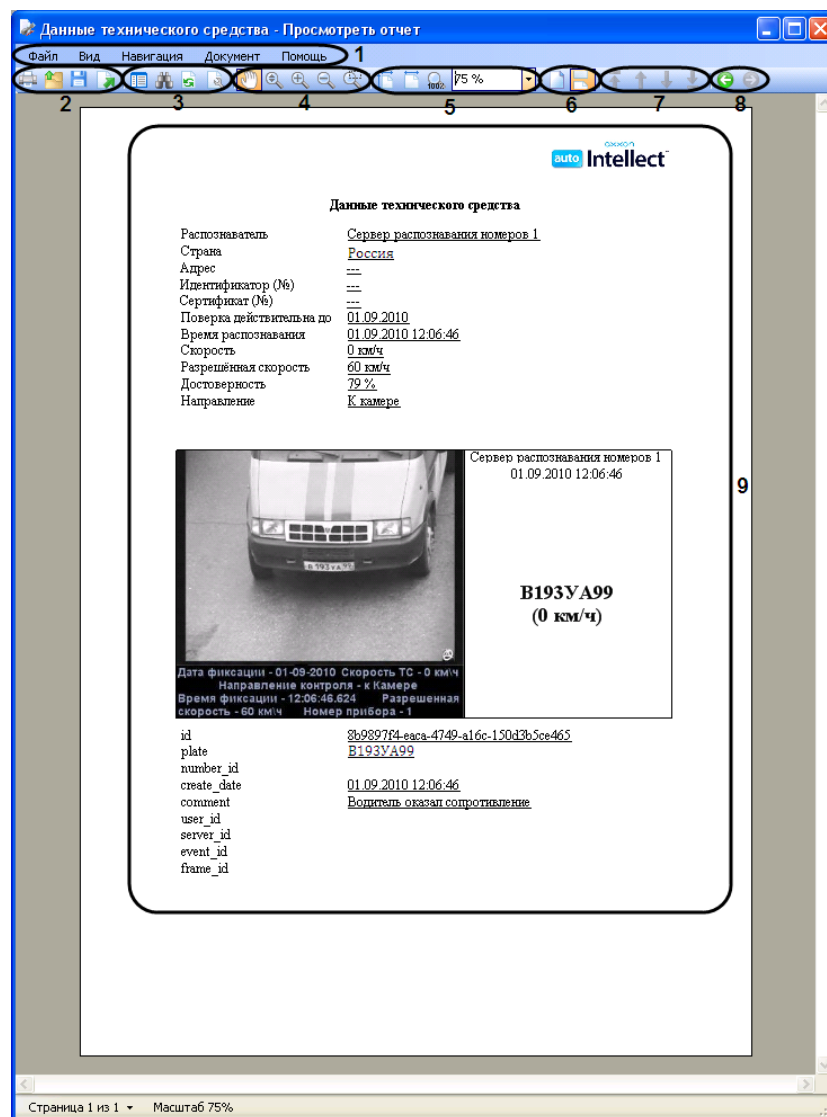 Данные технического средства - Просмотреть отчет
Файл Вид Навигация Документ Помощь 1
100% 75 %
2 3 4 5 6 7 8
axxon
auto Intellect
Данные технического средства
Распознаватель Сервер распознавания номеров 1
Страна Россия
Адрес ---
Идентификатор (№) ---
Сертификат (№) ---
Поверка действительна до 01.09.2010
Время распознавания 01.09.2010 12:06:46
Скорость 0 км/ч
Разрешённая скорость 60 км/ч
Достоверность 79 %
Направление К камере
Сервер распознавания номеров 1
01.09.2010 12:06:46
9
В193УА99
(0 км/ч)
В 193 УА 99
Дата фиксации - 01-09-2010 Скорость ТС - 0 км\ч
Направление контроля - к Камере
Время фиксации - 12:06:46.624 Разрешенная
скорость - 60 км\ч Номер прибора - 1
id 8b9897f4-eaca-4749-a16c-150d3b5ce465
plate В193УА99
number_id
create_date 01.09.2010 12:06:46
comment Водитель оказал сопротивление
user_id
server_id
event_id
frame_id
Страница 1 из 1 Масштаб 75%